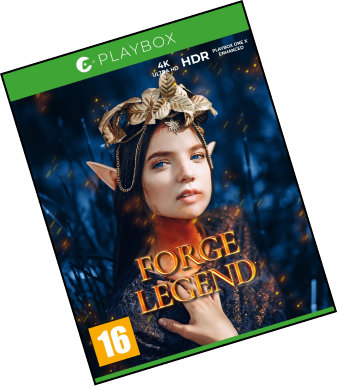 PLAYBOX
4K
ULTRA HD
HDR
PLAYBOX ONE X
ENHANCED
FORGE
LEGEND
16